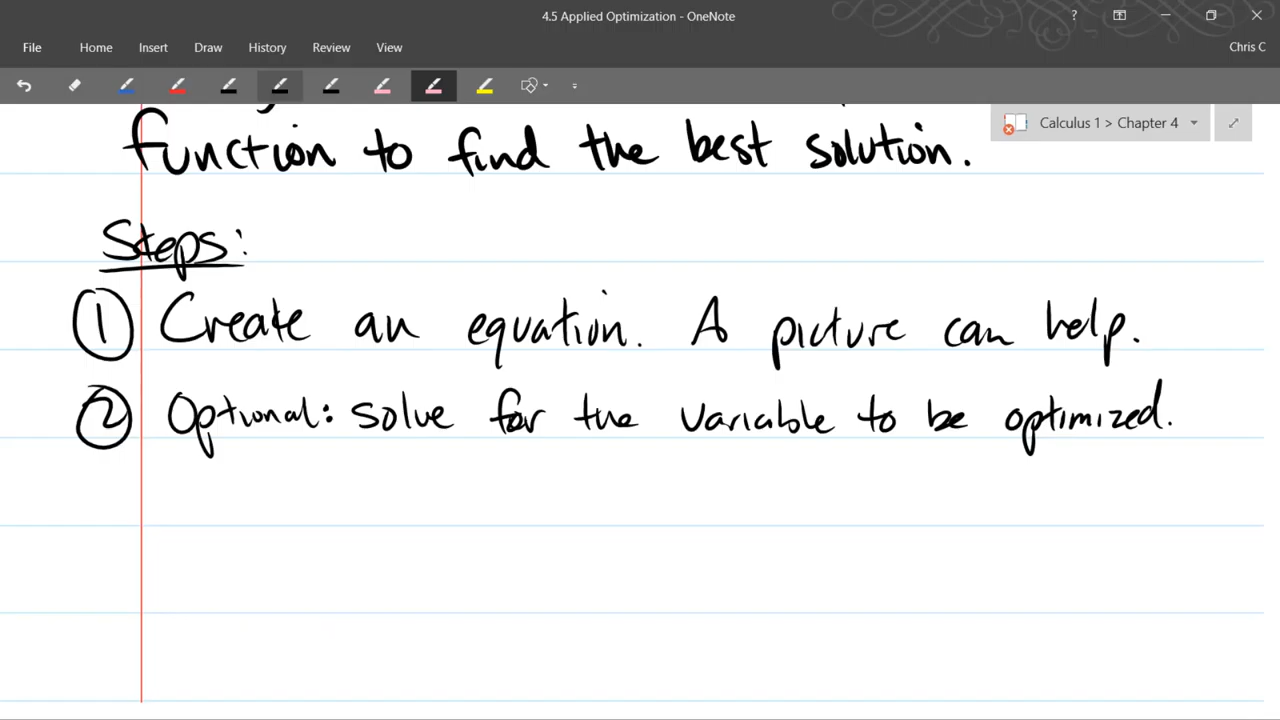 4.5 Applied Optimization - OneNote
File Home Insert Draw History Review View
Chris C
Calculus 1 > Chapter 4
function to find the best solution.
Steps:
① Create an equation. A picture can help.
② Optional: solve for the variable to be optimized.